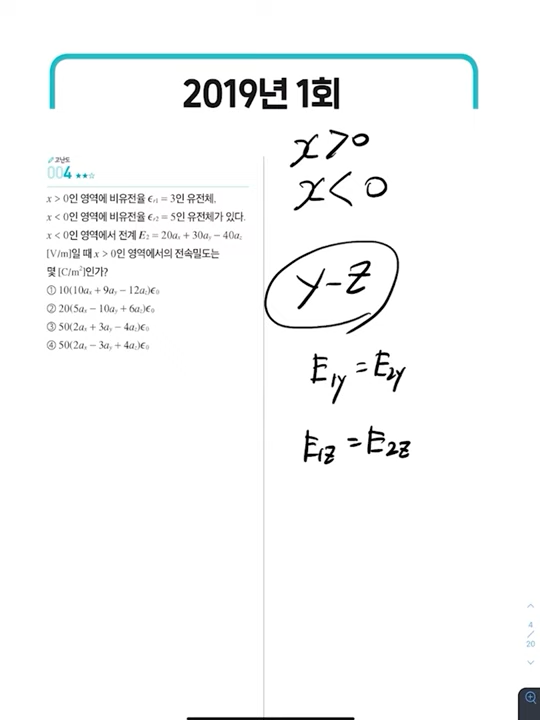 2019년 1회
고난도
004 ★★☆
x > 0인 영역에 비유전율 ϵr1 = 3인 유전체.
x < 0인 영역에 비유전율 ϵr2 = 5인 유전체가 있다.
x < 0인 영역에서 전계 E2 = 20ax + 30ay − 40az
[V/m]일 때 x > 0인 영역에서의 전속밀도는
몇 [C/m²]인가?
① 10(10ax + 9ay − 12az)ϵ0
② 20(5ax − 10ay + 6az)ϵ0
③ 50(2ax + 3ay − 4az)ϵ0
④ 50(2ax − 3ay + 4az)ϵ0
x > 0
x < 0
y - z
E1y = E2y
E1z = E2z
4
/
20